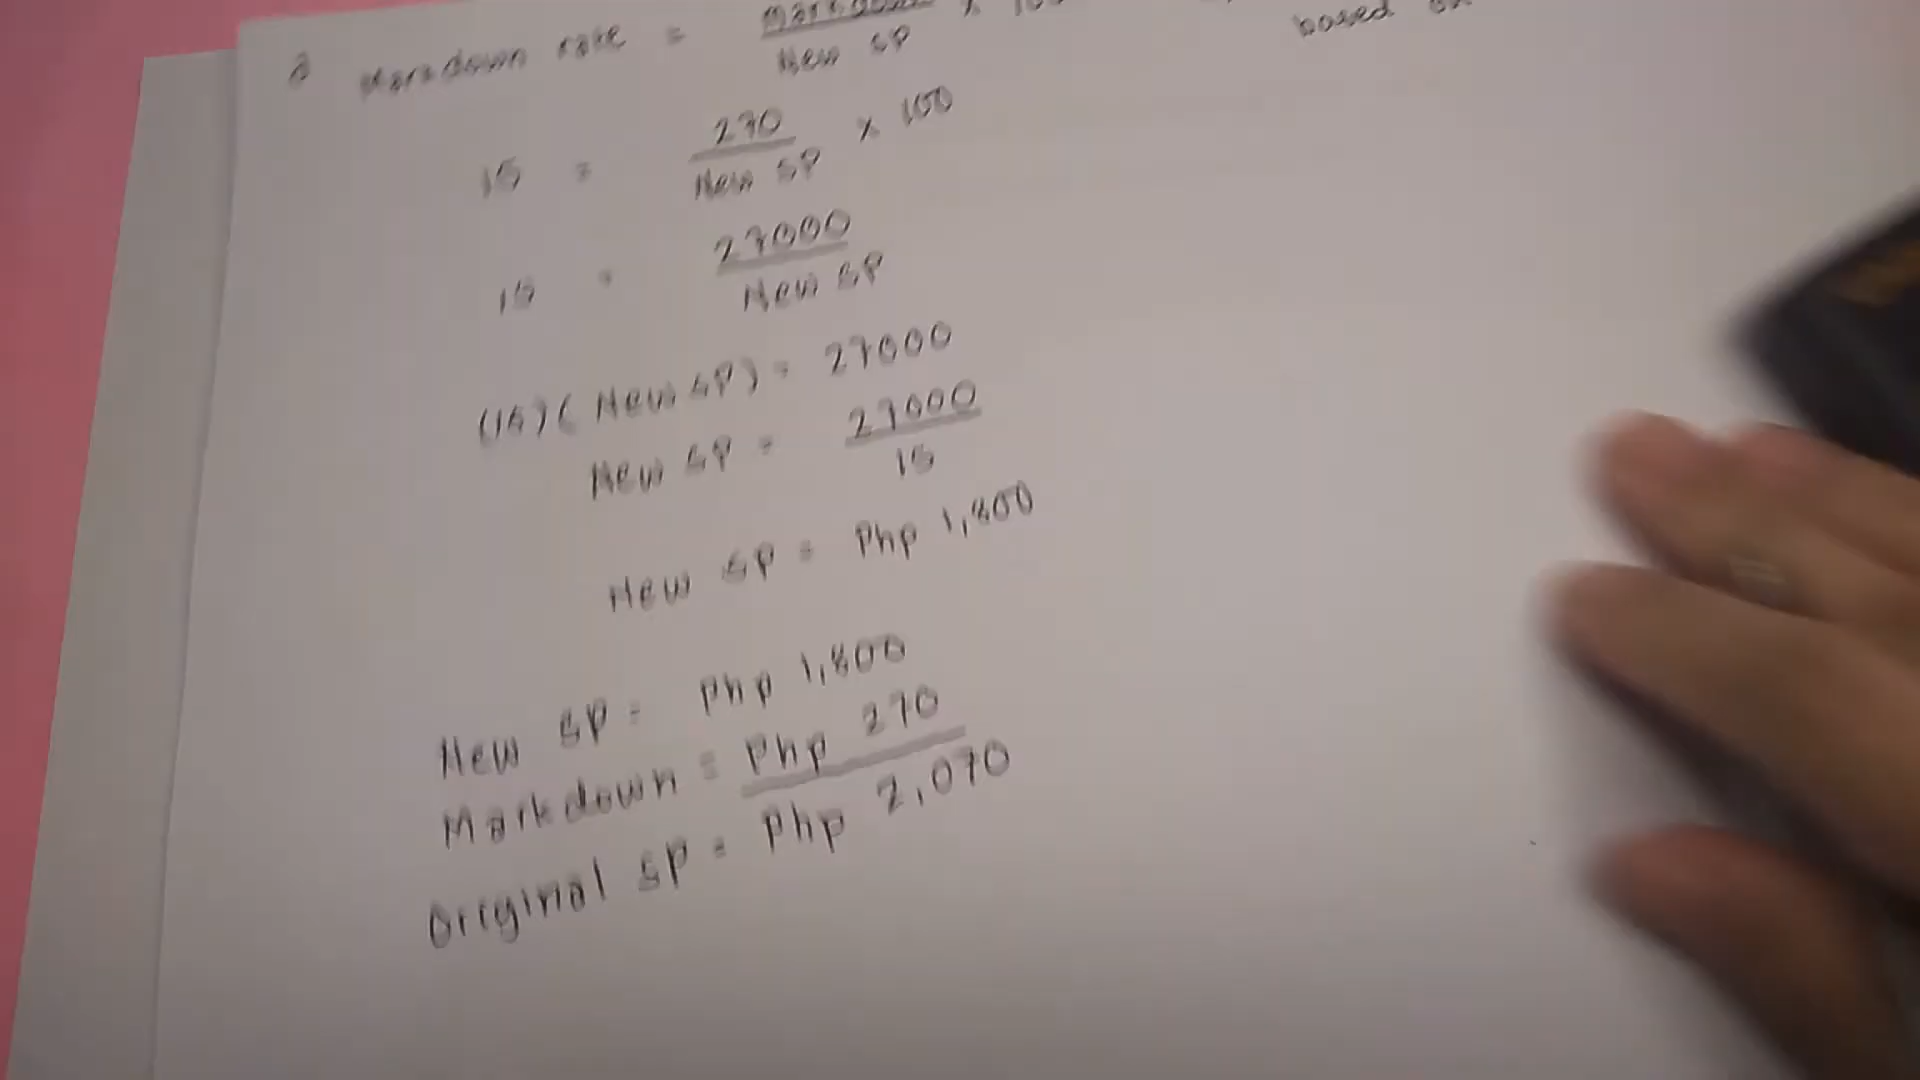 Markdown rate = Markdown / New SP x 100
based on
15 = 270 / New SP x 100
15 = 27000 / New SP
(15)(New SP) = 27000
New SP = 27000 / 15
New SP = Php 1,800
New SP = Php 1,800
Markdown = Php 270
Original SP = Php 2,070